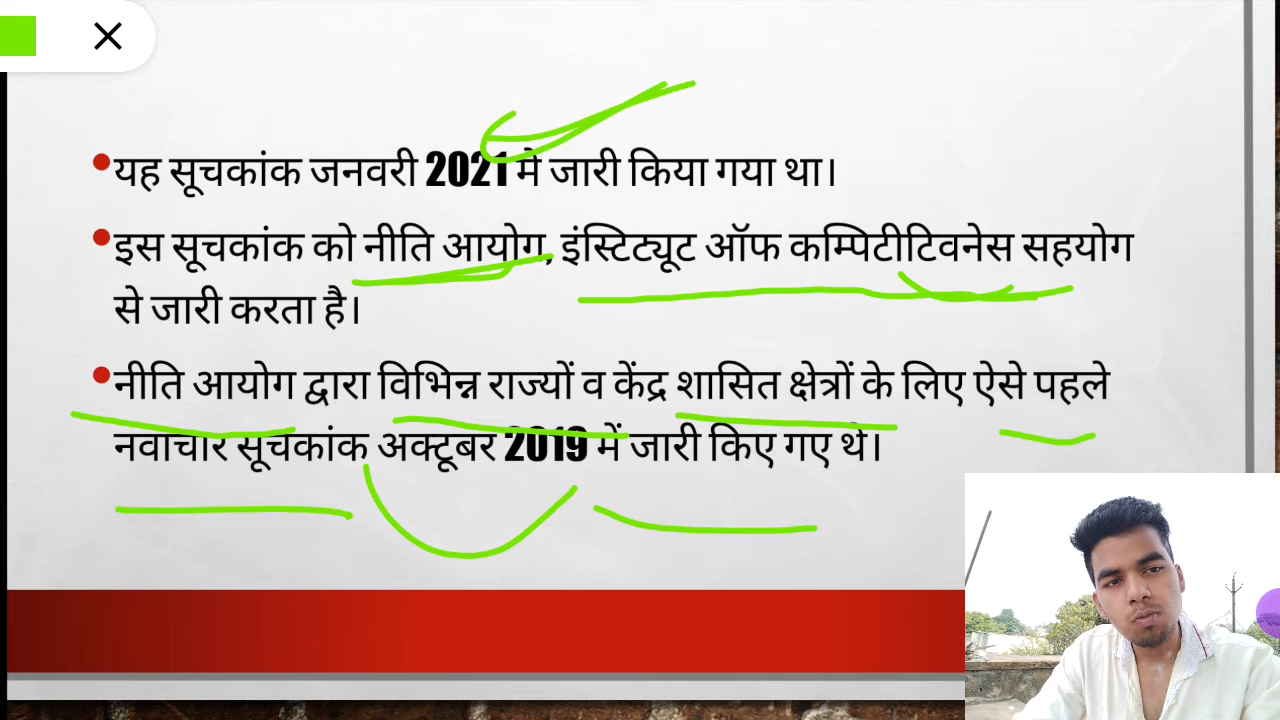 यह सूचकांक जनवरी 2021 में जारी किया गया था।
इस सूचकांक को नीति आयोग, इंस्टिट्यूट ऑफ कम्पिटीटिवनेस सहयोग
से जारी करता है।
नीति आयोग द्वारा विभिन्न राज्यों व केंद्र शासित क्षेत्रों के लिए ऐसे पहले
नवाचार सूचकांक अक्टूबर 2019 में जारी किए गए थे।